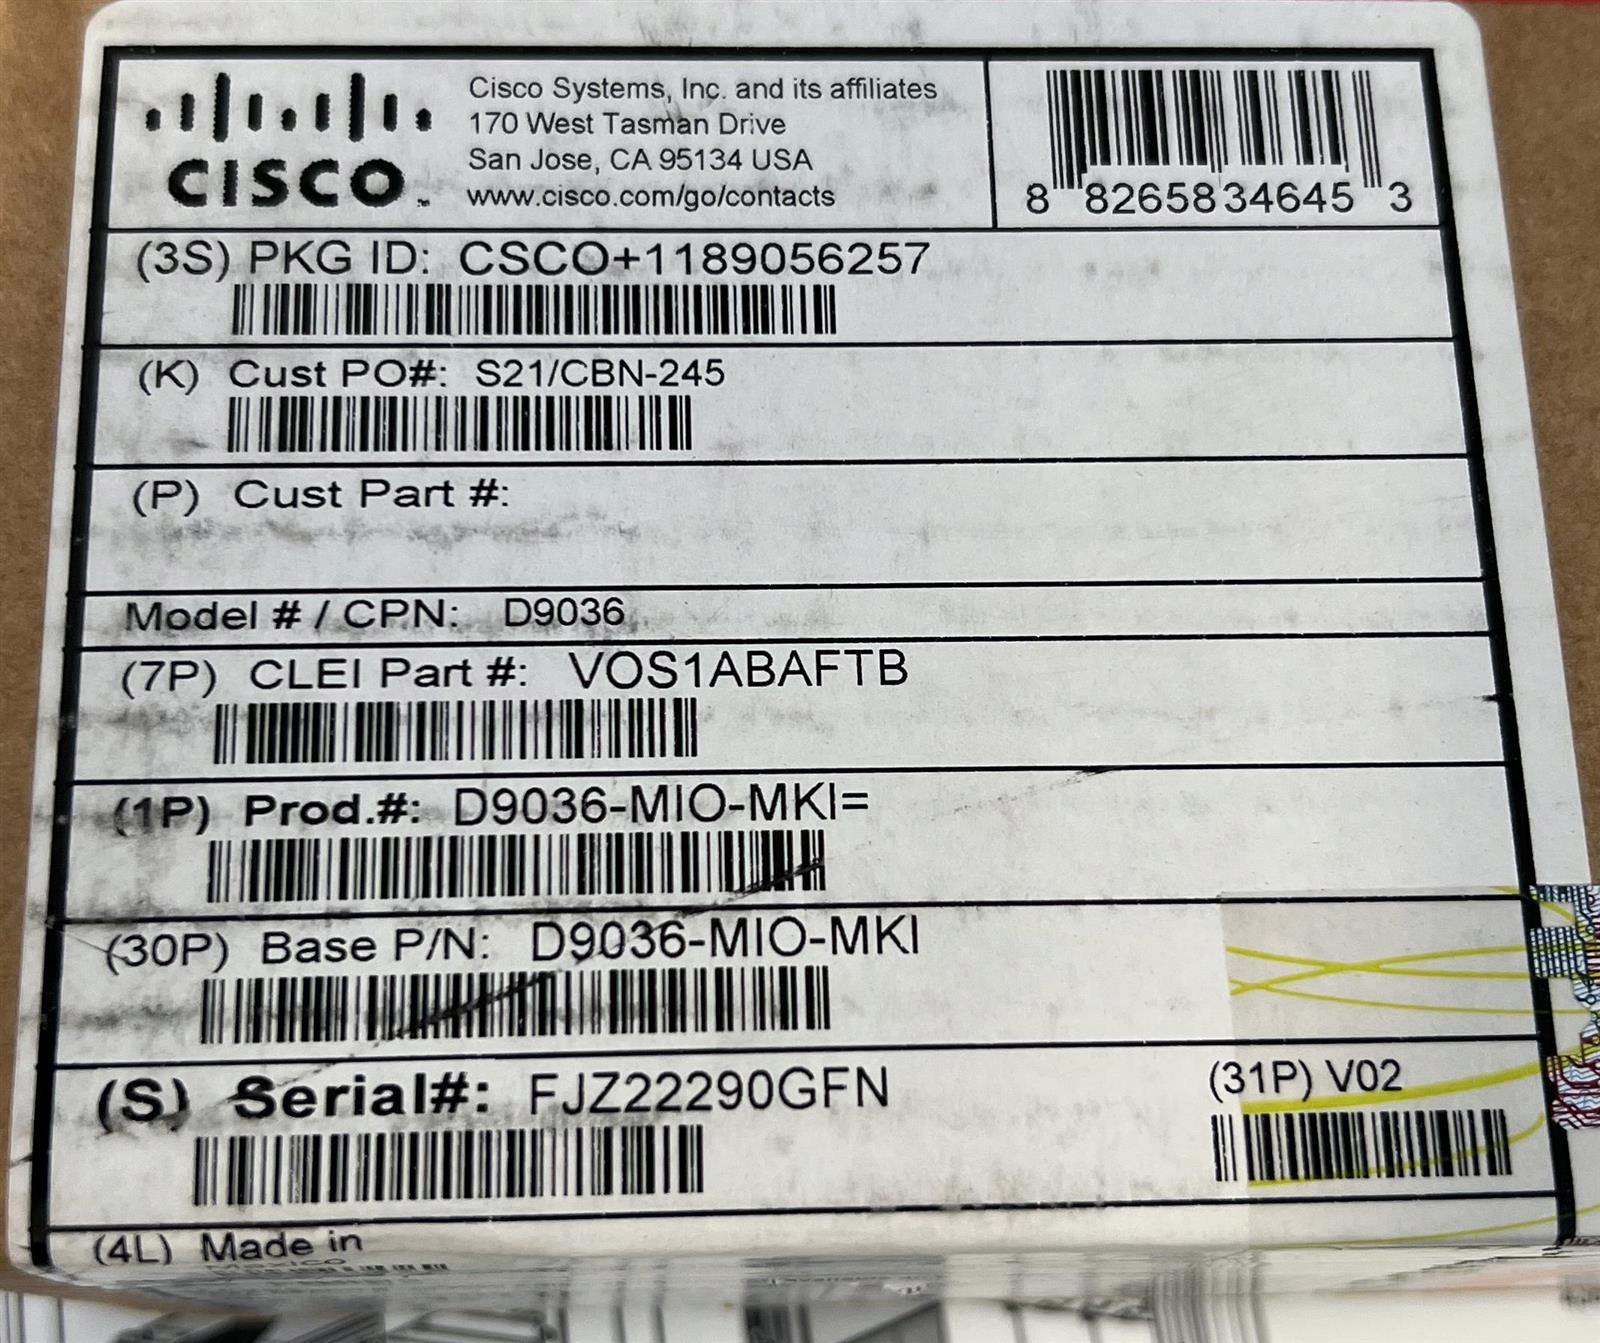 CISCO
Cisco Systems, Inc. and its affiliates
170 West Tasman Drive
San Jose, CA 95134 USA
www.cisco.com/go/contacts
8 8265834645 3
(3S) PKG ID: CSCO+1189056257
(K) Cust PO#: S21/CBN-245
(P) Cust Part #:
Model # / CPN: D9036
(7P) CLEI Part #: VOS1ABAFTB
(1P) Prod.#: D9036-MIO-MKI=
(30P) Base P/N: D9036-MIO-MKI
(S) Serial#: FJZ22290GFN
(31P) V02
(4L) Made in